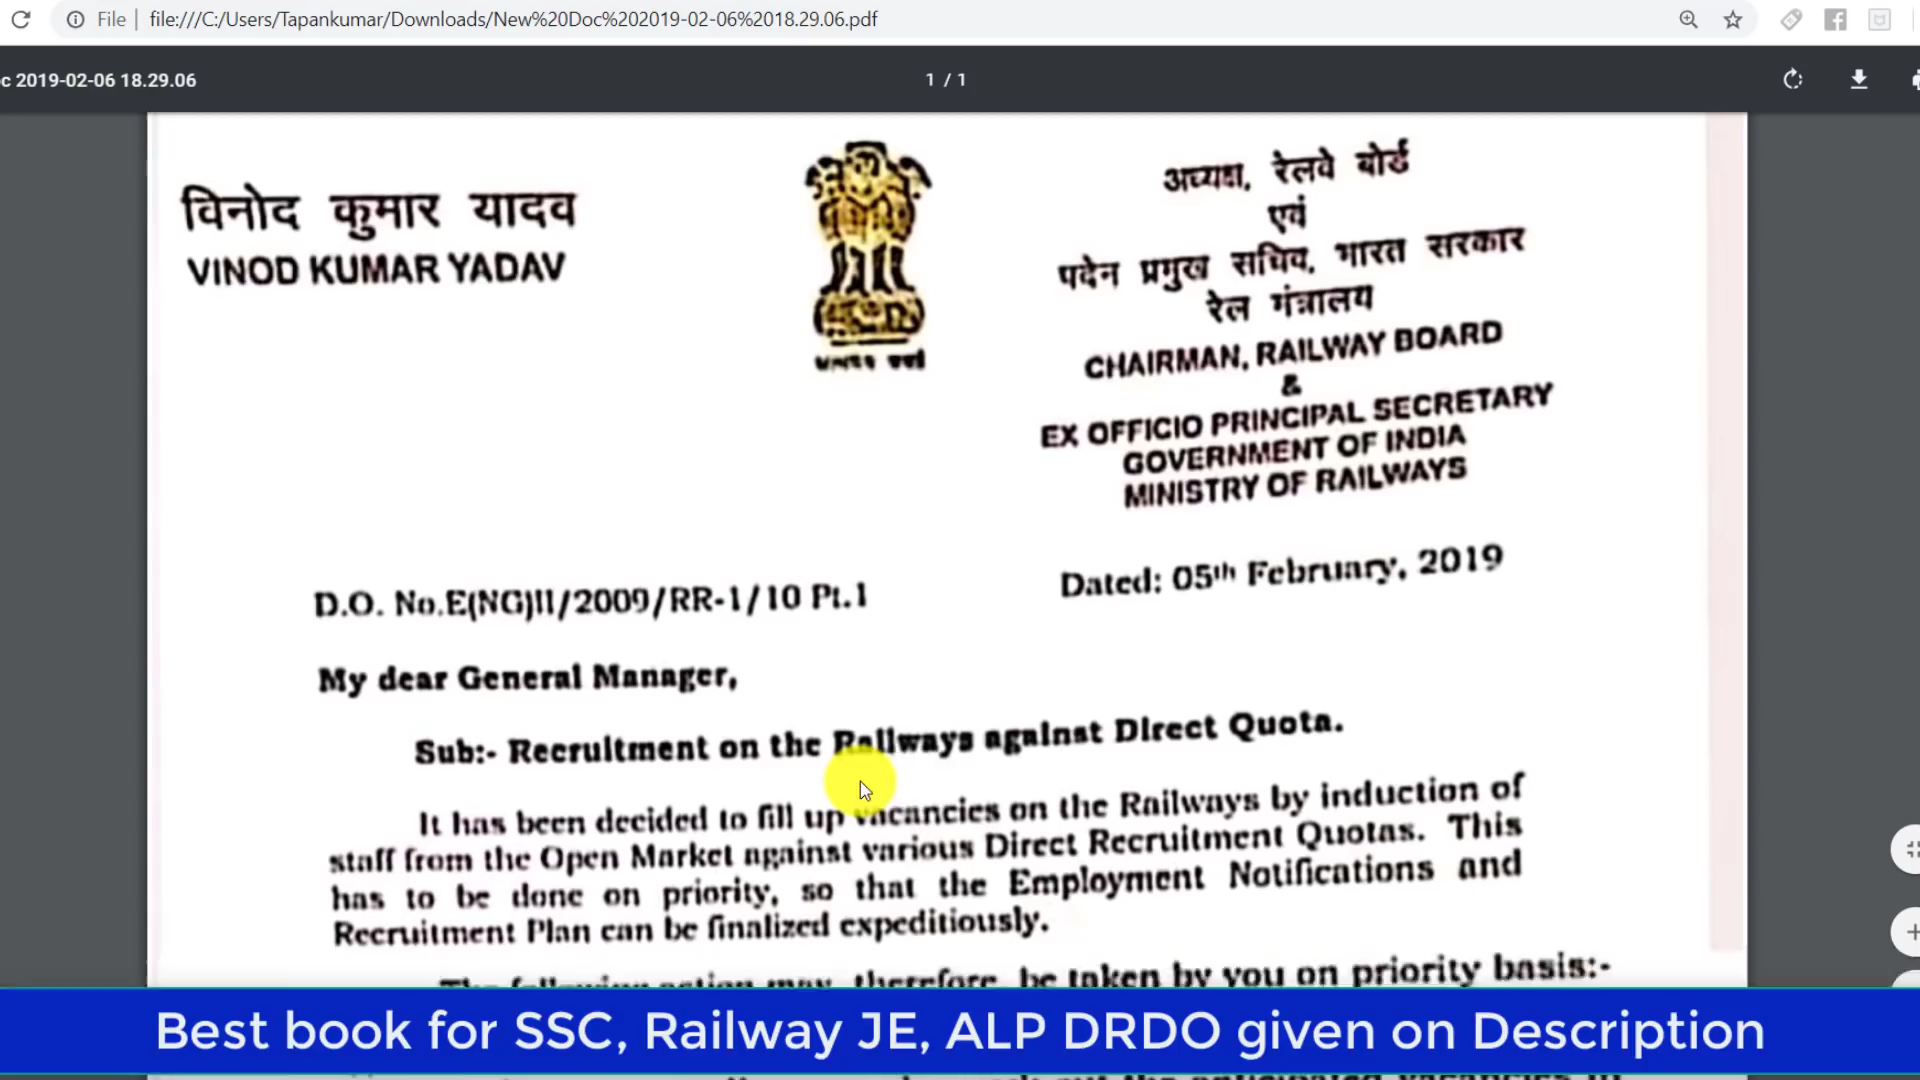 File
file:///C:/Users/Tapankumar/Downloads/New%20Doc%202019-02-06%2018.29.06.pdf
c 2019-02-06 18.29.06
1 / 1
विनोद कुमार यादव
VINOD KUMAR YADAV
अध्यक्ष, रेलवे बोर्ड
एवं
पदेन प्रमुख सचिव, भारत सरकार
रेल मंत्रालय
CHAIRMAN, RAILWAY BOARD
&
EX OFFICIO PRINCIPAL SECRETARY
GOVERNMENT OF INDIA
MINISTRY OF RAILWAYS
D.O. No.E(NG)II/2009/RR-1/10 Pt.1
Dated: 05th February, 2019
My dear General Manager,
Sub:- Recruitment on the Railways against Direct Quota.
It has been decided to fill up vacancies on the Railways by induction of
staff from the Open Market against various Direct Recruitment Quotas. This
has to be done on priority, so that the Employment Notifications and
Recruitment Plan can be finalized expeditiously.
The following action may, therefore, be taken by you on priority basis:-
Best book for SSC, Railway JE, ALP DRDO given on Description